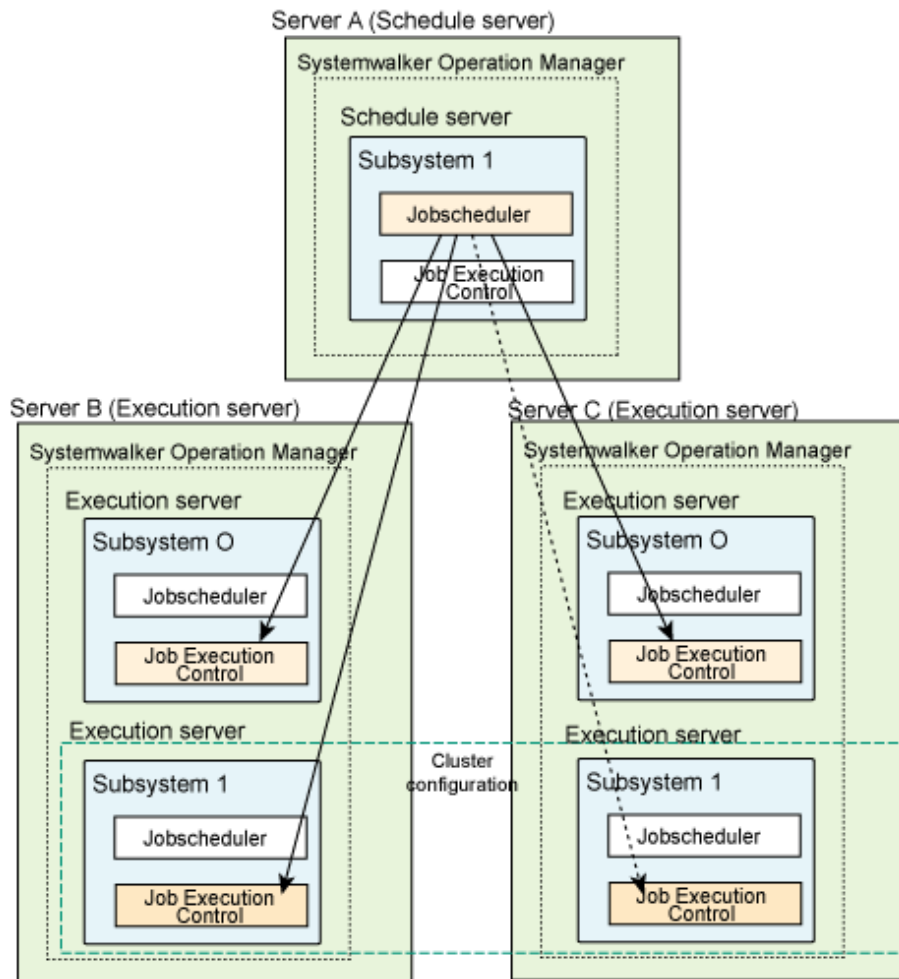 Server A (Schedule server)
Systemwalker Operation Manager
Schedule server
Subsystem 1
Jobscheduler
Job Execution
Control
Server B (Execution server)
Systemwalker Operation Manager
Execution server
Subsystem O
Jobscheduler
Job Execution
Control
Execution server
Subsystem 1
Jobscheduler
Job Execution
Control
Cluster
configuration
Server C (Execution server)
Systemwalker Operation Manager
Execution server
Subsystem O
Jobscheduler
Job Execution
Control
Execution server
Subsystem 1
Jobscheduler
Job Execution
Control